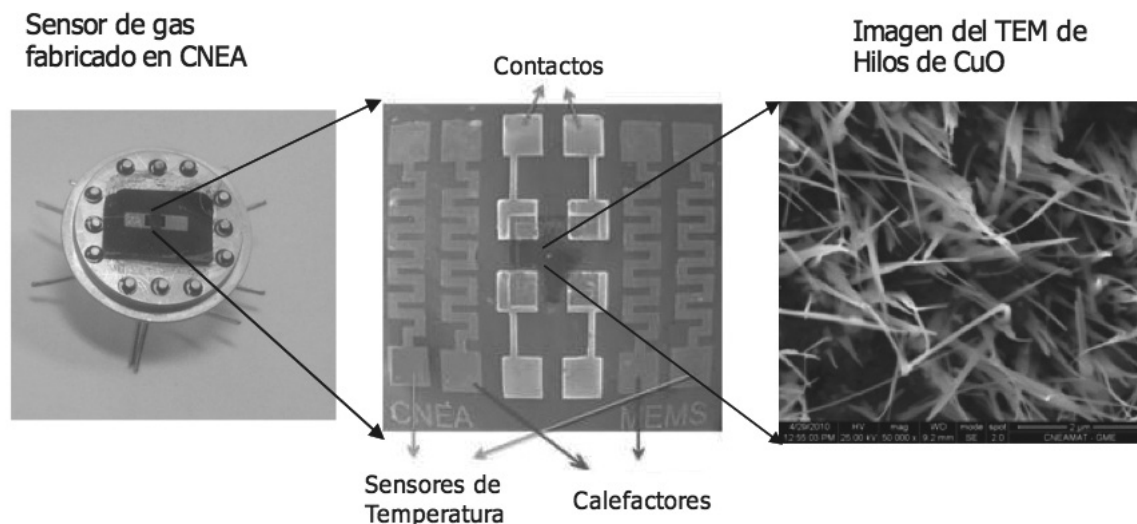 Sensor de gas
fabricado en CNEA
Contactos
Imagen del TEM de
Hilos de CuO
CNEA
MEMS
Sensores de
Temperatura
Calefactores
4/29/2010 HV mag WD mode spot 2 µm
12:55:03 PM 25.00 kV 50 000 x 9.2 mm SE 2.0 CNEAMAT - GME